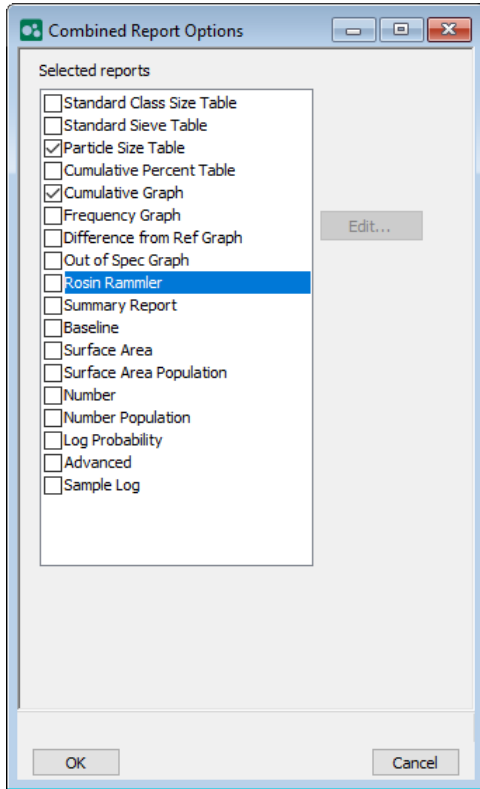 Combined Report Options
Selected reports
Standard Class Size Table
Standard Sieve Table
Particle Size Table
Cumulative Percent Table
Cumulative Graph
Frequency Graph
Difference from Ref Graph
Out of Spec Graph
Rosin Rammler
Summary Report
Baseline
Surface Area
Surface Area Population
Number
Number Population
Log Probability
Advanced
Sample Log
Edit...
OK
Cancel